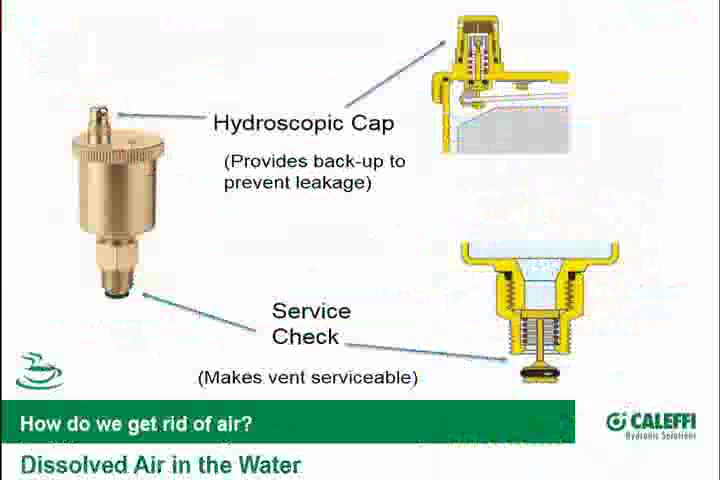 Hydroscopic Cap
(Provides back-up to
prevent leakage)
Service
Check
(Makes vent serviceable)
How do we get rid of air?
CALEFFI
Hydronic Solutions
Dissolved Air in the Water